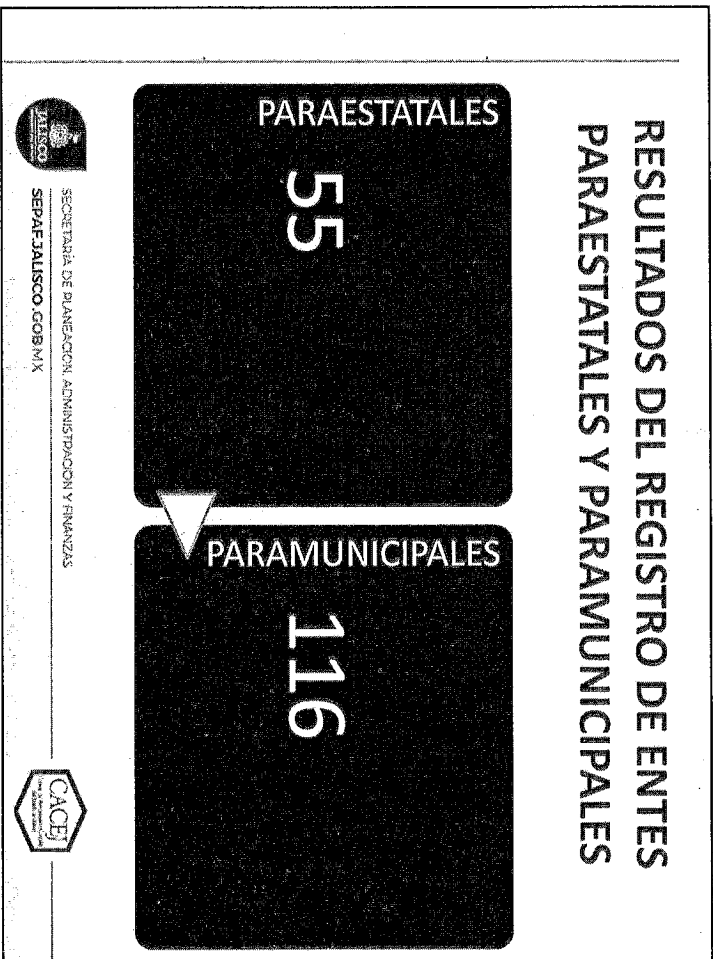 RESULTADOS DEL REGISTRO DE ENTES
PARAESTATALES Y PARAMUNICIPALES
PARAESTATALES
55
PARAMUNICIPALES
116
JALISCO
SECRETARÍA DE PLANEACIÓN, ADMINISTRACIÓN Y FINANZAS
SEPAF.JALISCO.GOB.MX
CACEJ